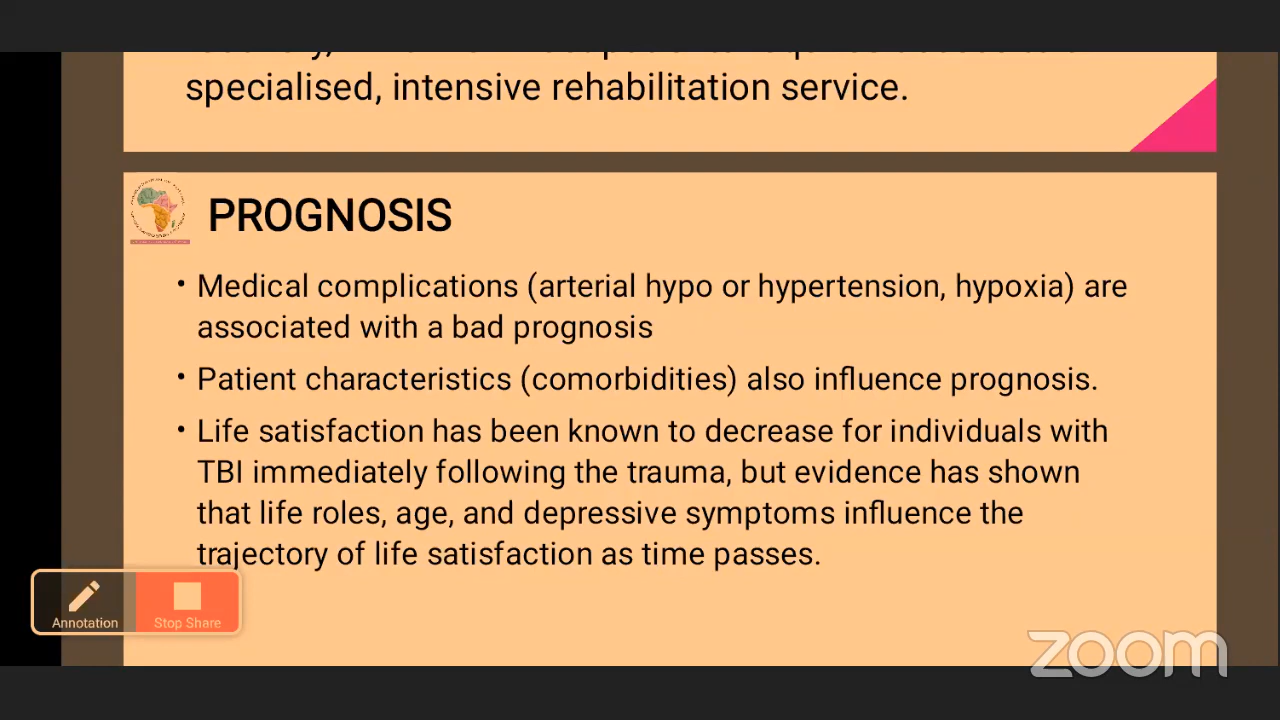 specialised, intensive rehabilitation service.
PROGNOSIS
• Medical complications (arterial hypo or hypertension, hypoxia) are
associated with a bad prognosis
• Patient characteristics (comorbidities) also influence prognosis.
• Life satisfaction has been known to decrease for individuals with
TBI immediately following the trauma, but evidence has shown
that life roles, age, and depressive symptoms influence the
trajectory of life satisfaction as time passes.
Annotation
Stop Share
zoom